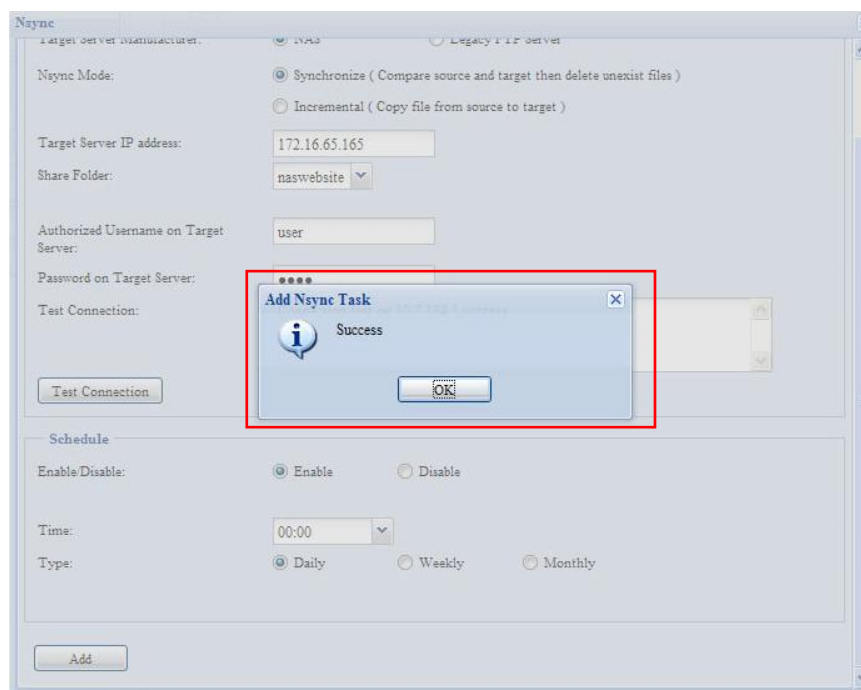 Nsync
Target Server Manufacturer: NAS Legacy FTP Server
Nsync Mode: Synchronize ( Compare source and target then delete unexist files )
Incremental ( Copy file from source to target )
Target Server IP address: 172.16.65.165
Share Folder: naswebsite
Authorized Username on Target
Server:
user
Password on Target Server: ●●●●
Add Nsync Task
Test Connection:
Success
OK
Test Connection
Schedule
Enable/Disable: Enable Disable
Time: 00:00
Type: Daily Weekly Monthly
Add